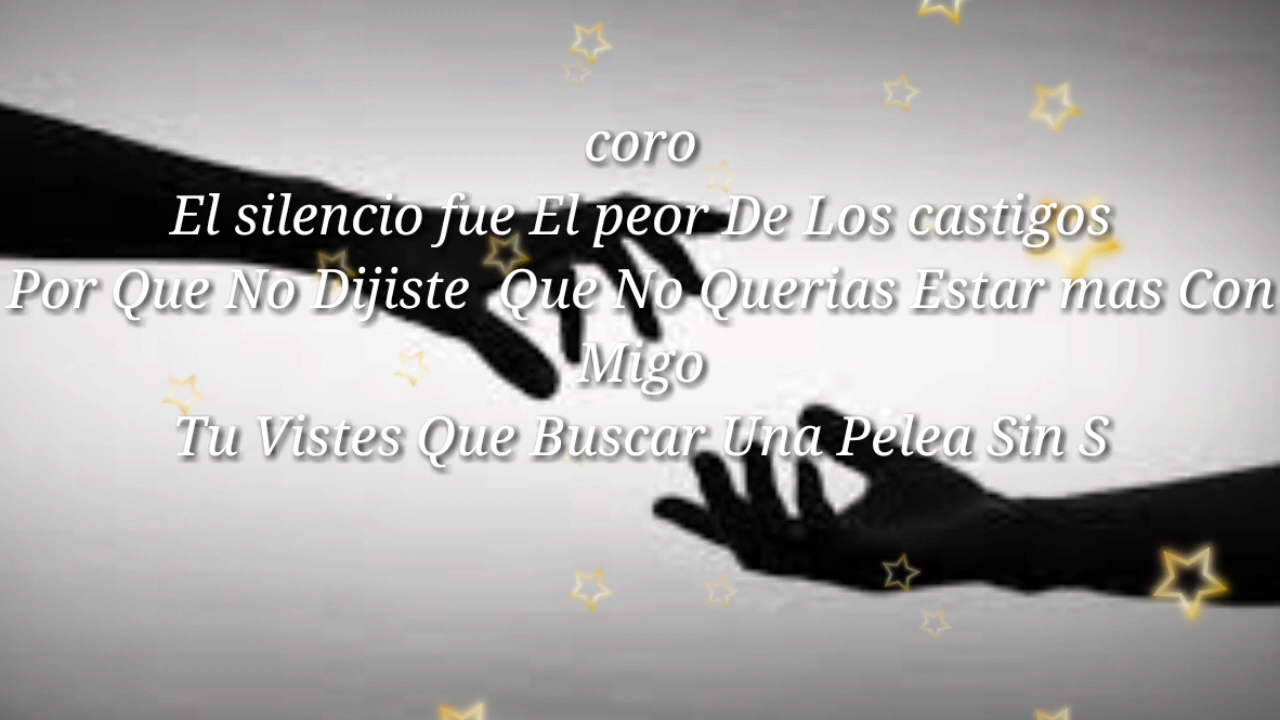 coro
El silencio fue El peor De Los castigos
Por Que No Dijiste  Que No Querias Estar mas Con
Migo
Tu Vistes Que Buscar Una Pelea Sin S